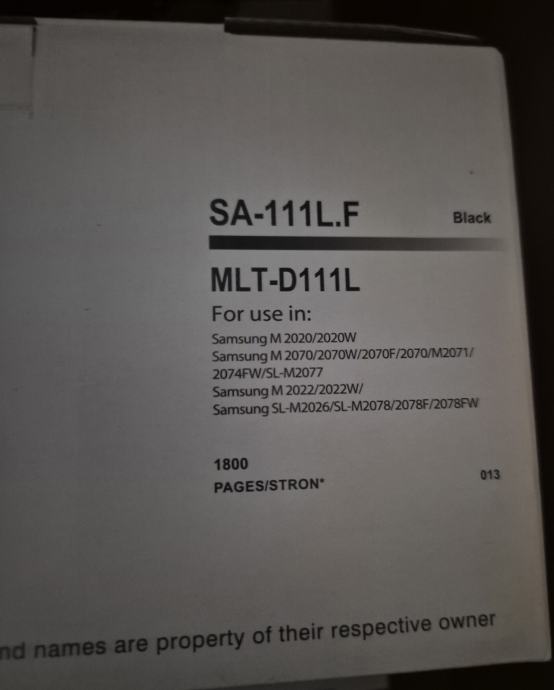 SA-111L.F
Black
MLT-D111L
For use in:
Samsung M 2020/2020W
Samsung M 2070/2070W/2070F/2070/M2071/
2074FW/SL-M2077
Samsung M 2022/2022W/
Samsung SL-M2026/SL-M2078/2078F/2078FW
1800
PAGES/STRON*
013
nd names are property of their respective owner